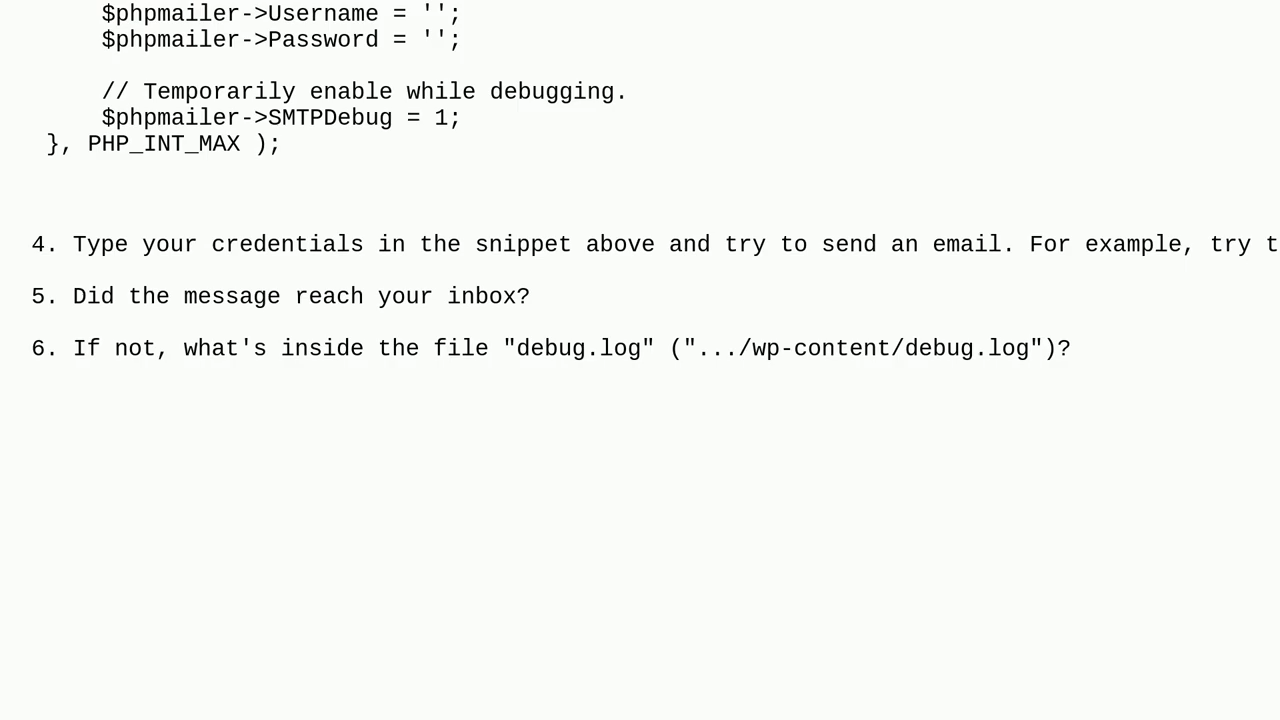 $phpmailer->Username = '';
$phpmailer->Password = '';
// Temporarily enable while debugging.
$phpmailer->SMTPDebug = 1;
}, PHP_INT_MAX );
4. Type your credentials in the snippet above and try to send an email. For example, try
5. Did the message reach your inbox?
6. If not, what's inside the file "debug.log" (".../wp-content/debug.log")?